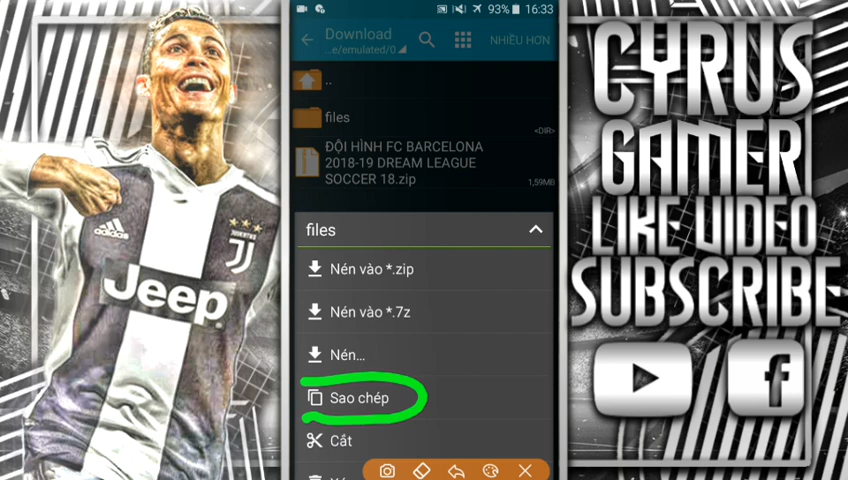 93% 16:33
Download
...e/emulated/0
NHIỀU HƠN
..
files
<DIR>
ĐỘI HÌNH FC BARCELONA
2018-19 DREAM LEAGUE
SOCCER 18.zip
1,59MB
files
Nén vào *.zip
Nén vào *.7z
Nén...
Sao chép
Cắt
adidas
JUVENTUS
Jeep
CYRUS
GAMER
LIKE VIDEO
SUBSCRIBE
f